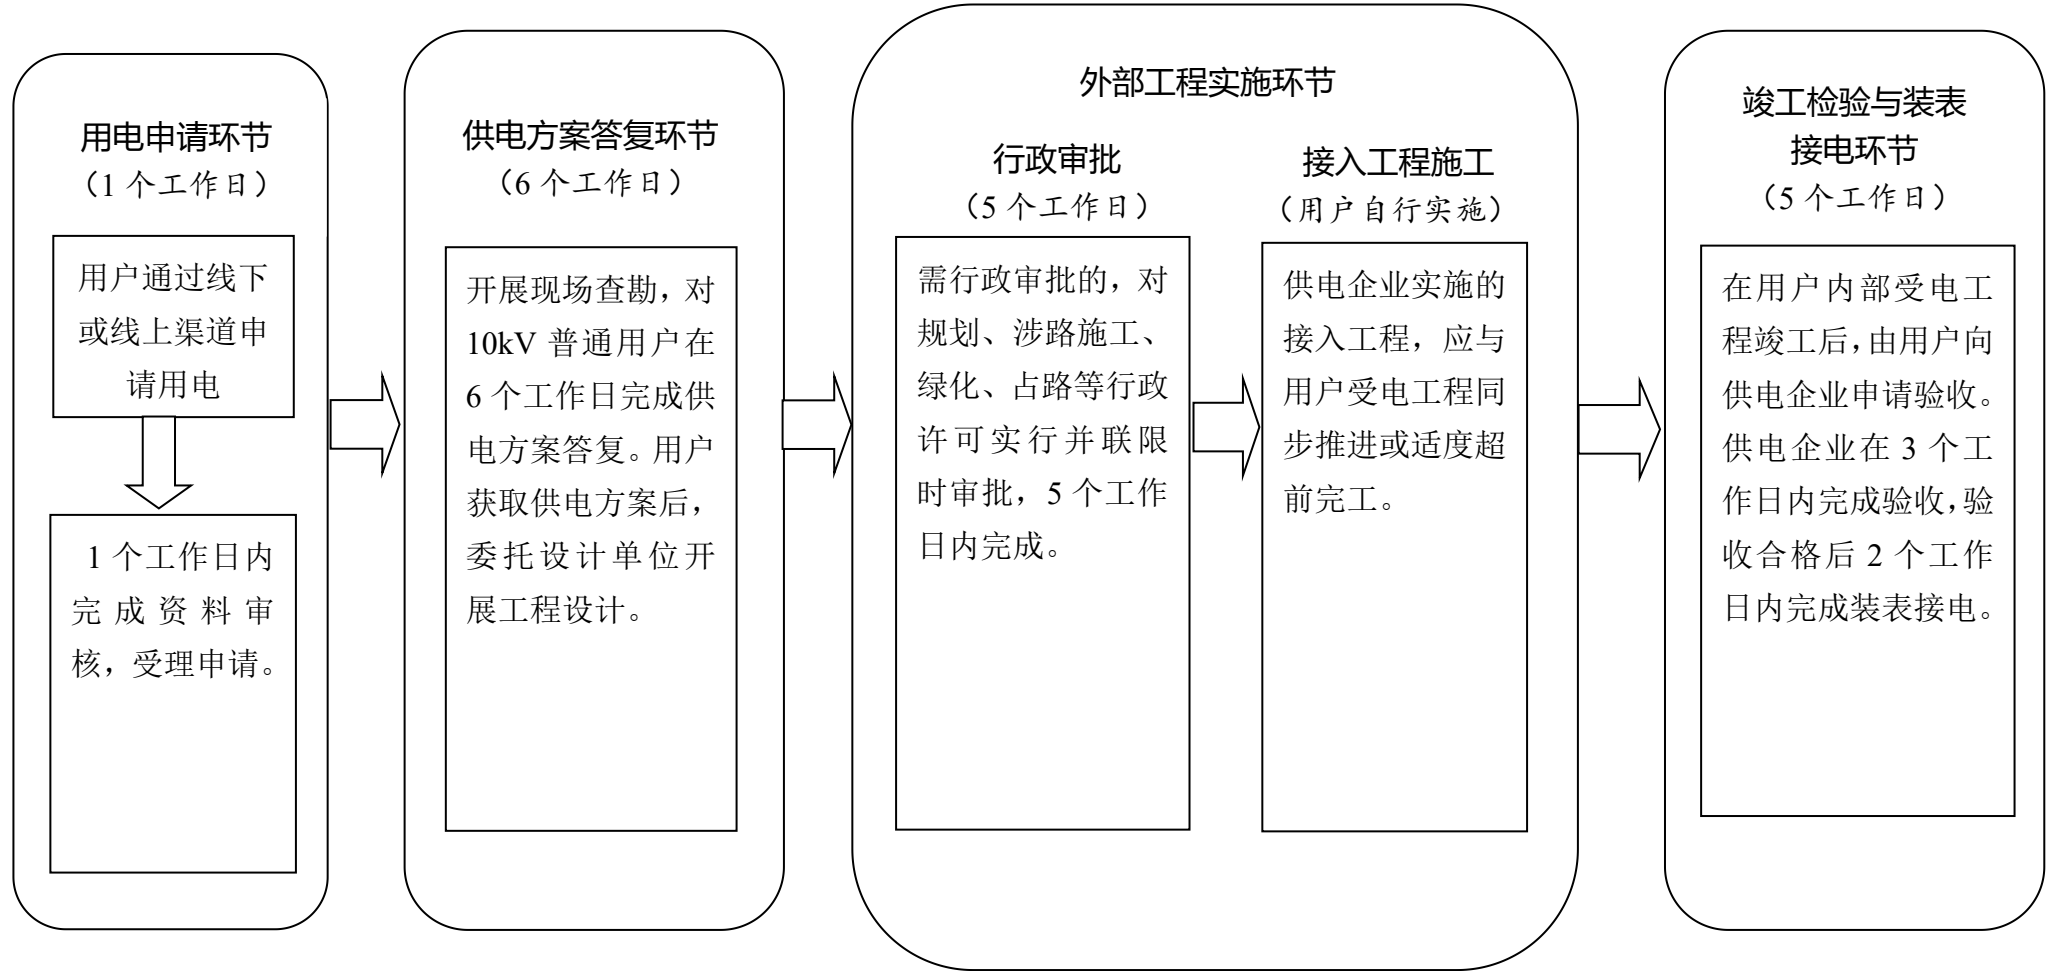 用电申请环节
（1 个工作日）
用户通过线下
或线上渠道申
请用电
1 个工作日内
完成资料审
核，受理申请。
供电方案答复环节
（6 个工作日）
开展现场查勘，对
10kV 普通用户在
6 个工作日完成供
电方案答复。用户
获取供电方案后，
委托设计单位开
展工程设计。
外部工程实施环节
行政审批
（5 个工作日）
需行政审批的，对
规划、涉路施工、
绿化、占路等行政
许可实行并联限
时审批，5 个工作
日内完成。
接入工程施工
（用户自行实施）
供电企业实施的
接入工程，应与
用户受电工程同
步推进或适度超
前完工。
竣工检验与装表
接电环节
（5 个工作日）
在用户内部受电工
程竣工后，由用户向
供电企业申请验收。
供电企业在 3 个工
作日内完成验收，验
收合格后 2 个工作
日内完成装表接电。